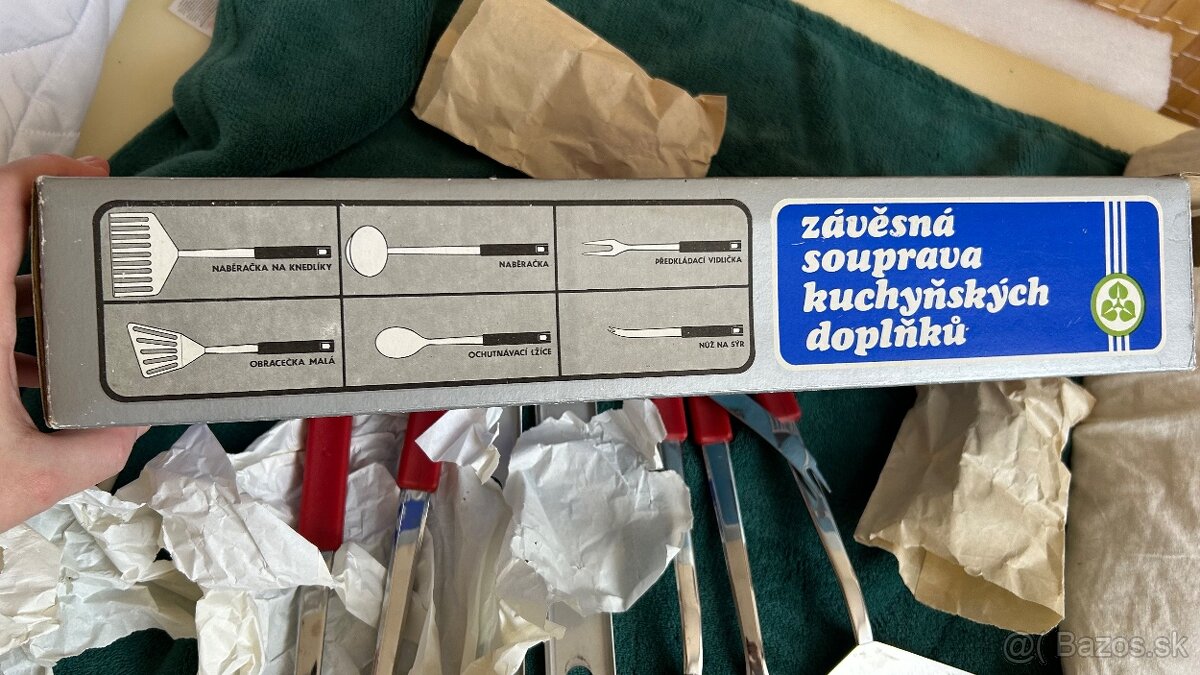 NABĚRAČKA NA KNEDLÍKY
NABĚRAČKA
PŘEDKLÁDACÍ VIDLIČKA
OBRACEČKA MALÁ
OCHUTNÁVACÍ LŽÍCE
NŮŽ NA SÝR
závěsná
souprava
kuchyňských
doplňků
@( Bazos.sk